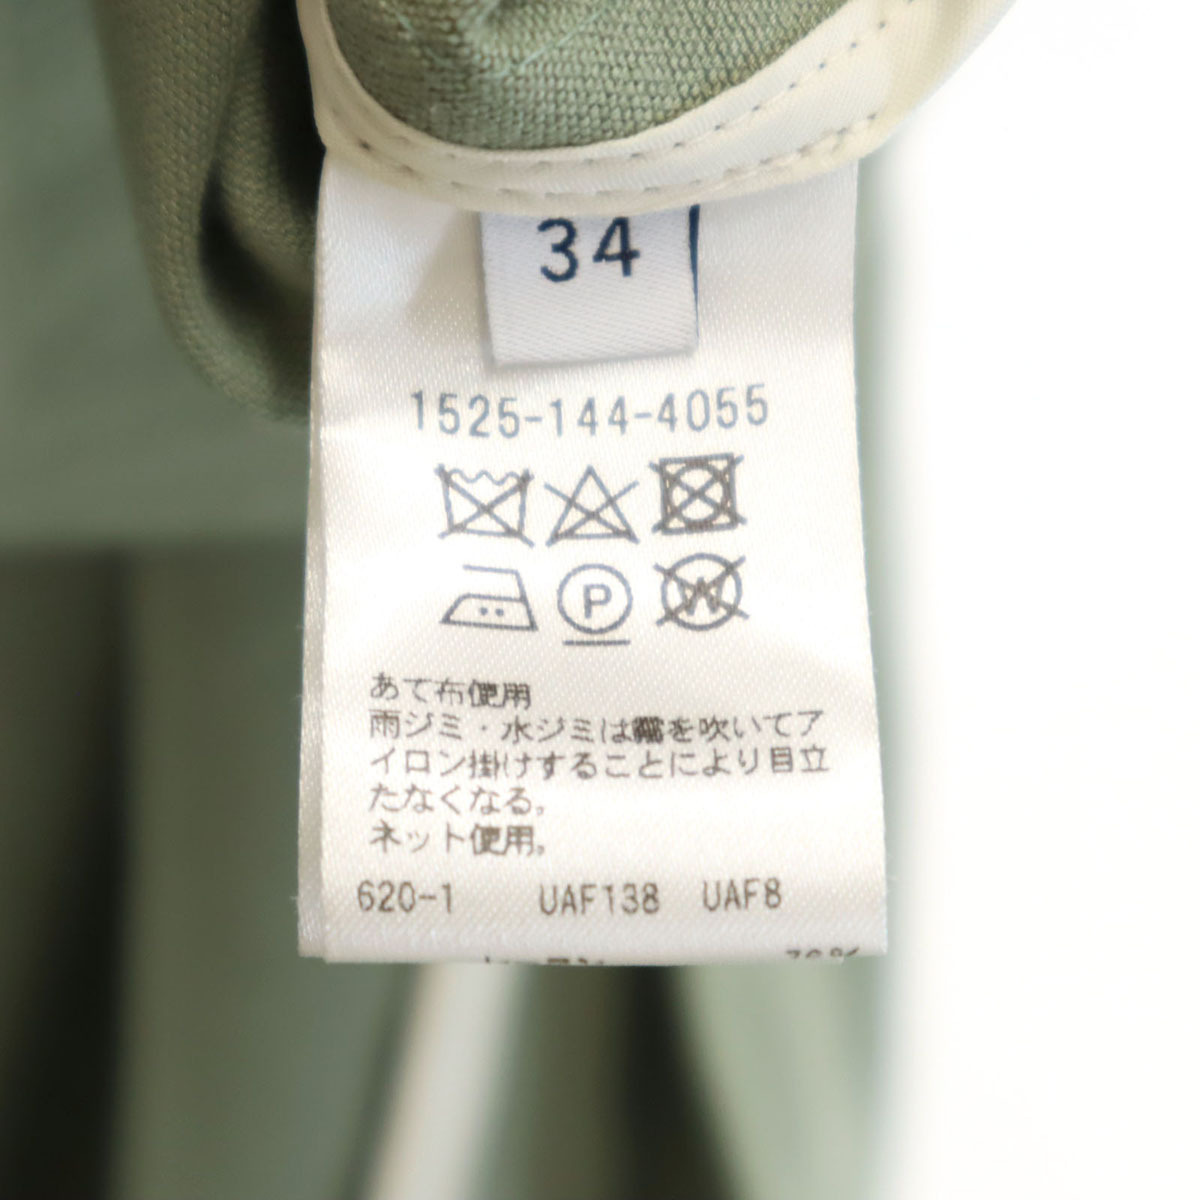 34
1525-144-4055
P
W
あて布使用
雨ジミ・水ジミは霧を吹いてア
イロン掛けすることにより目立
たなくなる。
ネット使用。
620-1 UAF138 UAF8